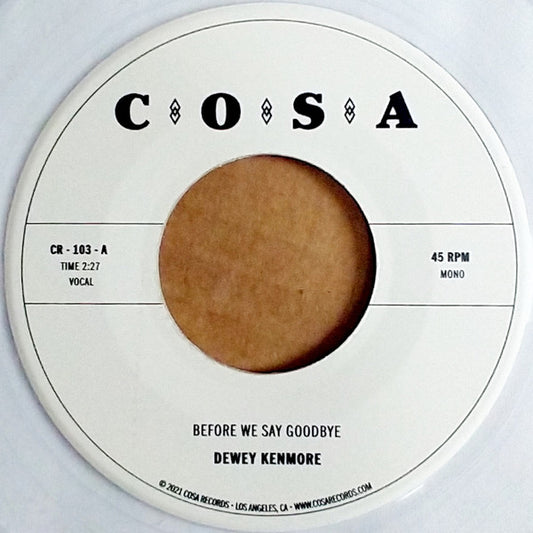 COSA
CR - 103 - A
TIME 2:27
VOCAL
45 RPM
MONO
BEFORE WE SAY GOODBYE
DEWEY KENMORE
© 2021 COSA RECORDS • LOS ANGELES, CA • WWW.COSARECORDS.COM